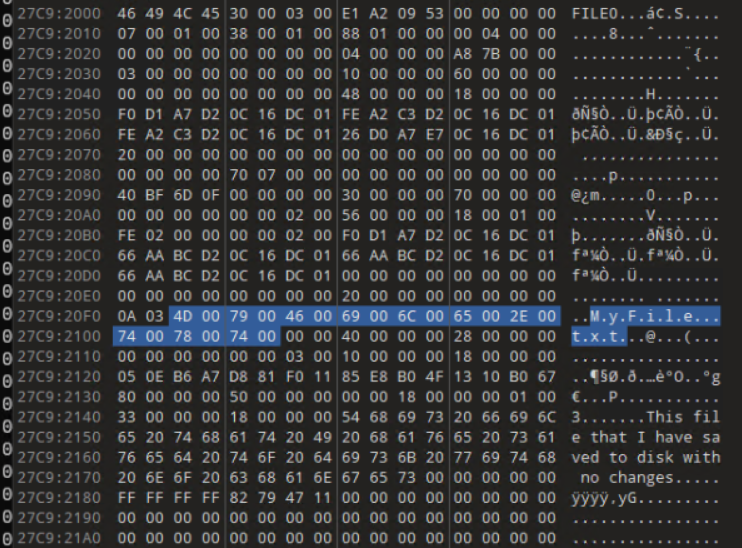 27C9:2000 46 49 4C 45 30 00 03 00 E1 A2 09 53 00 00 00 00 FILE0...á¢.S....
27C9:2010 07 00 01 00 38 00 01 00 88 01 00 00 00 04 00 00 ....8...ˆ.......
27C9:2020 00 00 00 00 00 00 00 00 04 00 00 00 A8 7B 00 00 ............¨{..
27C9:2030 03 00 00 00 00 00 00 00 10 00 00 00 60 00 00 00 ............`...
27C9:2040 00 00 00 00 00 00 00 00 48 00 00 00 18 00 00 00 ........H.......
27C9:2050 F0 D1 A7 D2 0C 16 DC 01 FE A2 C3 D2 0C 16 DC 01 ðÑ§Ò..Ü.þ¢ÃÒ..Ü.
27C9:2060 FE A2 C3 D2 0C 16 DC 01 26 D0 A7 E7 0C 16 DC 01 þ¢ÃÒ..Ü.&Ð§ç..Ü.
27C9:2070 20 00 00 00 00 00 00 00 00 00 00 00 00 00 00 00 ...............
27C9:2080 00 00 00 00 70 07 00 00 00 00 00 00 00 00 00 00 ....p...........
27C9:2090 40 BF 6D 0F 00 00 00 00 30 00 00 00 70 00 00 00 @¿m.....0...p...
27C9:20A0 00 00 00 00 00 00 02 00 56 00 00 00 18 00 01 00 ........V.......
27C9:20B0 FE 02 00 00 00 00 02 00 F0 D1 A7 D2 0C 16 DC 01 þ.......ðÑ§Ò..Ü.
27C9:20C0 66 AA BC D2 0C 16 DC 01 66 AA BC D2 0C 16 DC 01 fª¼Ò..Ü.fª¼Ò..Ü.
27C9:20D0 66 AA BC D2 0C 16 DC 01 00 00 00 00 00 00 00 00 fª¼Ò..Ü.........
27C9:20E0 00 00 00 00 00 00 00 00 20 00 00 00 00 00 00 00 ........ .......
27C9:20F0 0A 03 4D 00 79 00 46 00 69 00 6C 00 65 00 2E 00 ..M.y.F.i.l.e...
27C9:2100 74 00 78 00 74 00 00 00 40 00 00 00 28 00 00 00 t.x.t...@...(...
27C9:2110 00 00 00 00 00 00 03 00 10 00 00 00 18 00 00 00 ................
27C9:2120 05 0E B6 A7 D8 81 F0 11 85 E8 B0 4F 13 10 B0 67 ..¶§Ø.ð.…è°O..°g
27C9:2130 80 00 00 00 50 00 00 00 00 00 18 00 00 00 01 00 €...P...........
27C9:2140 33 00 00 00 18 00 00 00 54 68 69 73 20 66 69 6C 3.......This fil
27C9:2150 65 20 74 68 61 74 20 49 20 68 61 76 65 20 73 61 e that I have sa
27C9:2160 76 65 64 20 74 6F 20 64 69 73 6B 20 77 69 74 68 ved to disk with
27C9:2170 20 6E 6F 20 63 68 61 6E 67 65 73 00 00 00 00 00 no changes.....
27C9:2180 FF FF FF FF 82 79 47 11 00 00 00 00 00 00 00 00 ÿÿÿÿ‚yG.........
27C9:2190 00 00 00 00 00 00 00 00 00 00 00 00 00 00 00 00 ................
27C9:21A0 00 00 00 00 00 00 00 00 00 00 00 00 00 00 00 00 ................